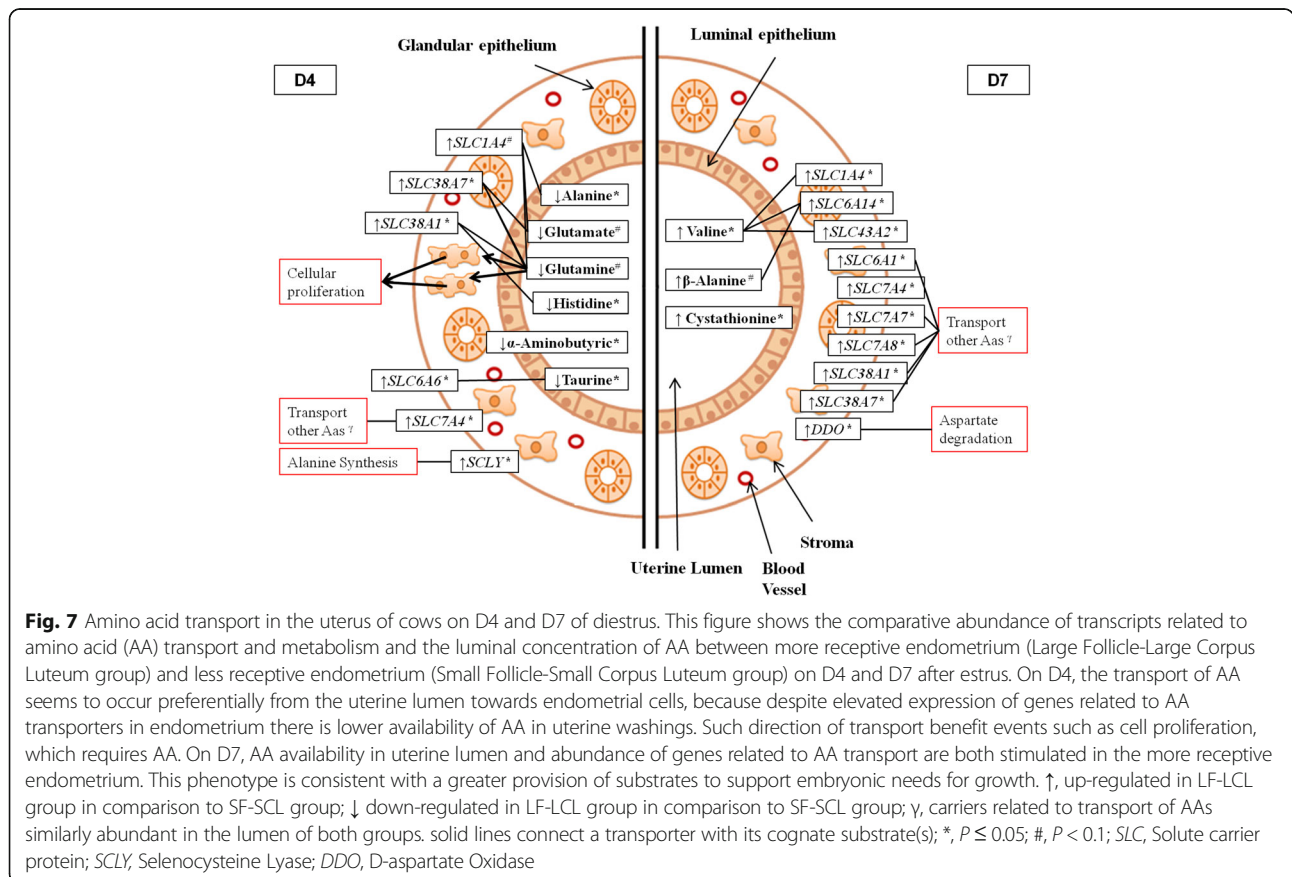 Glandular epithelium
Luminal epithelium
D4
D7
↑SLC1A4#
↑SLC38A7*
↑SLC38A1*
↓Alanine*
↓Glutamate#
↓Glutamine#
↓Histidine*
↓α-Aminobutyric*
↓Taurine*
Cellular
proliferation
↑SLC6A6*
Transport
other Aas γ
↑SLC7A4*
Alanine Synthesis
↑SCLY*
↑ Valine*
↑β-Alanine#
↑ Cystathionine*
↑SLC1A4*
↑SLC6A14*
↑SLC43A2*
↑SLC6A1*
↑SLC7A4*
↑SLC7A7*
↑SLC7A8*
↑SLC38A1*
↑SLC38A7*
↑DDO*
Transport
other Aas γ
Aspartate
degradation
Stroma
Uterine Lumen
Blood
Vessel
Fig. 7 Amino acid transport in the uterus of cows on D4 and D7 of diestrus. This figure shows the comparative abundance of transcripts related to
amino acid (AA) transport and metabolism and the luminal concentration of AA between more receptive endometrium (Large Follicle-Large Corpus
Luteum group) and less receptive endometrium (Small Follicle-Small Corpus Luteum group) on D4 and D7 after estrus. On D4, the transport of AA
seems to occur preferentially from the uterine lumen towards endometrial cells, because despite elevated expression of genes related to AA
transporters in endometrium there is lower availability of AA in uterine washings. Such direction of transport benefit events such as cell proliferation,
which requires AA. On D7, AA availability in uterine lumen and abundance of genes related to AA transport are both stimulated in the more receptive
endometrium. This phenotype is consistent with a greater provision of substrates to support embryonic needs for growth. ↑, up-regulated in LF-LCL
group in comparison to SF-SCL group; ↓ down-regulated in LF-LCL group in comparison to SF-SCL group; γ, carriers related to transport of AAs
similarly abundant in the lumen of both groups. solid lines connect a transporter with its cognate substrate(s); *, P ≤ 0.05; #, P < 0.1; SLC, Solute carrier
protein; SCLY, Selenocysteine Lyase; DDO, D-aspartate Oxidase